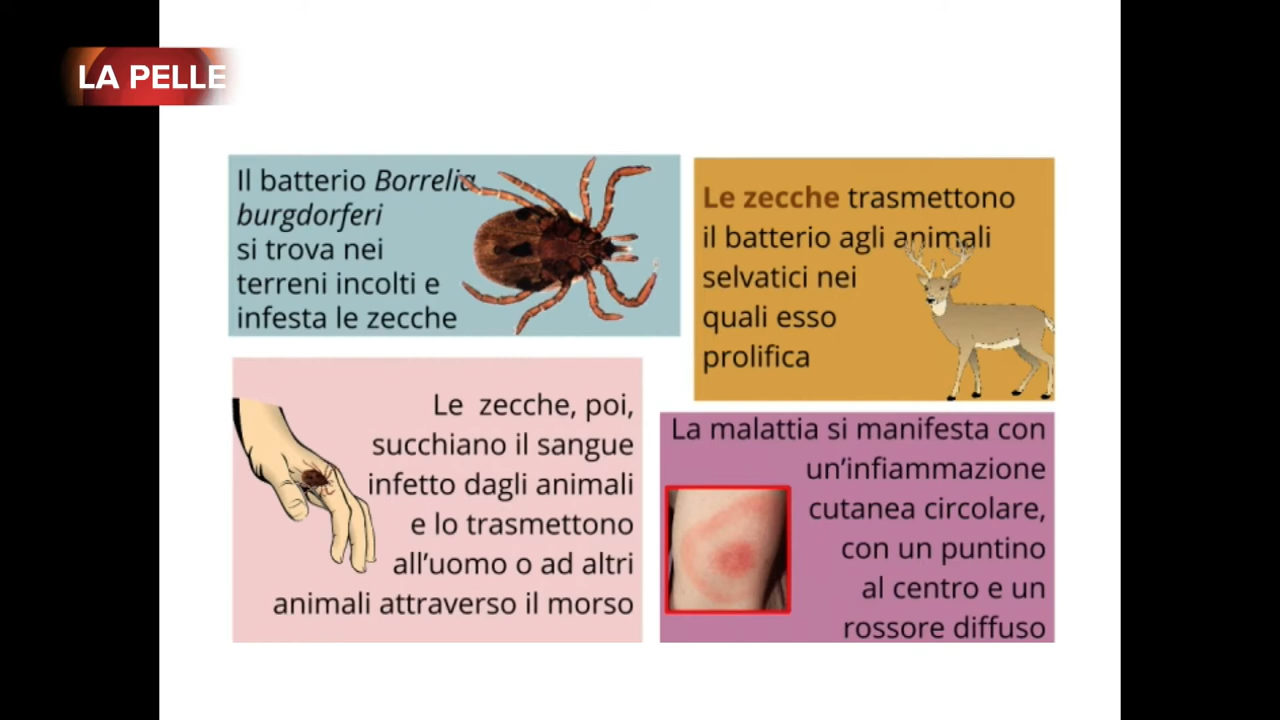 LA PELLE
Il batterio Borrelia
burgdorferi
si trova nei
terreni incolti e
infesta le zecche
Le zecche trasmettono
il batterio agli animali
selvatici nei
quali esso
prolifica
Le zecche, poi,
succhiano il sangue
infetto dagli animali
e lo trasmettono
all'uomo o ad altri
animali attraverso il morso
La malattia si manifesta con
un'infiammazione
cutanea circolare,
con un puntino
al centro e un
rossore diffuso